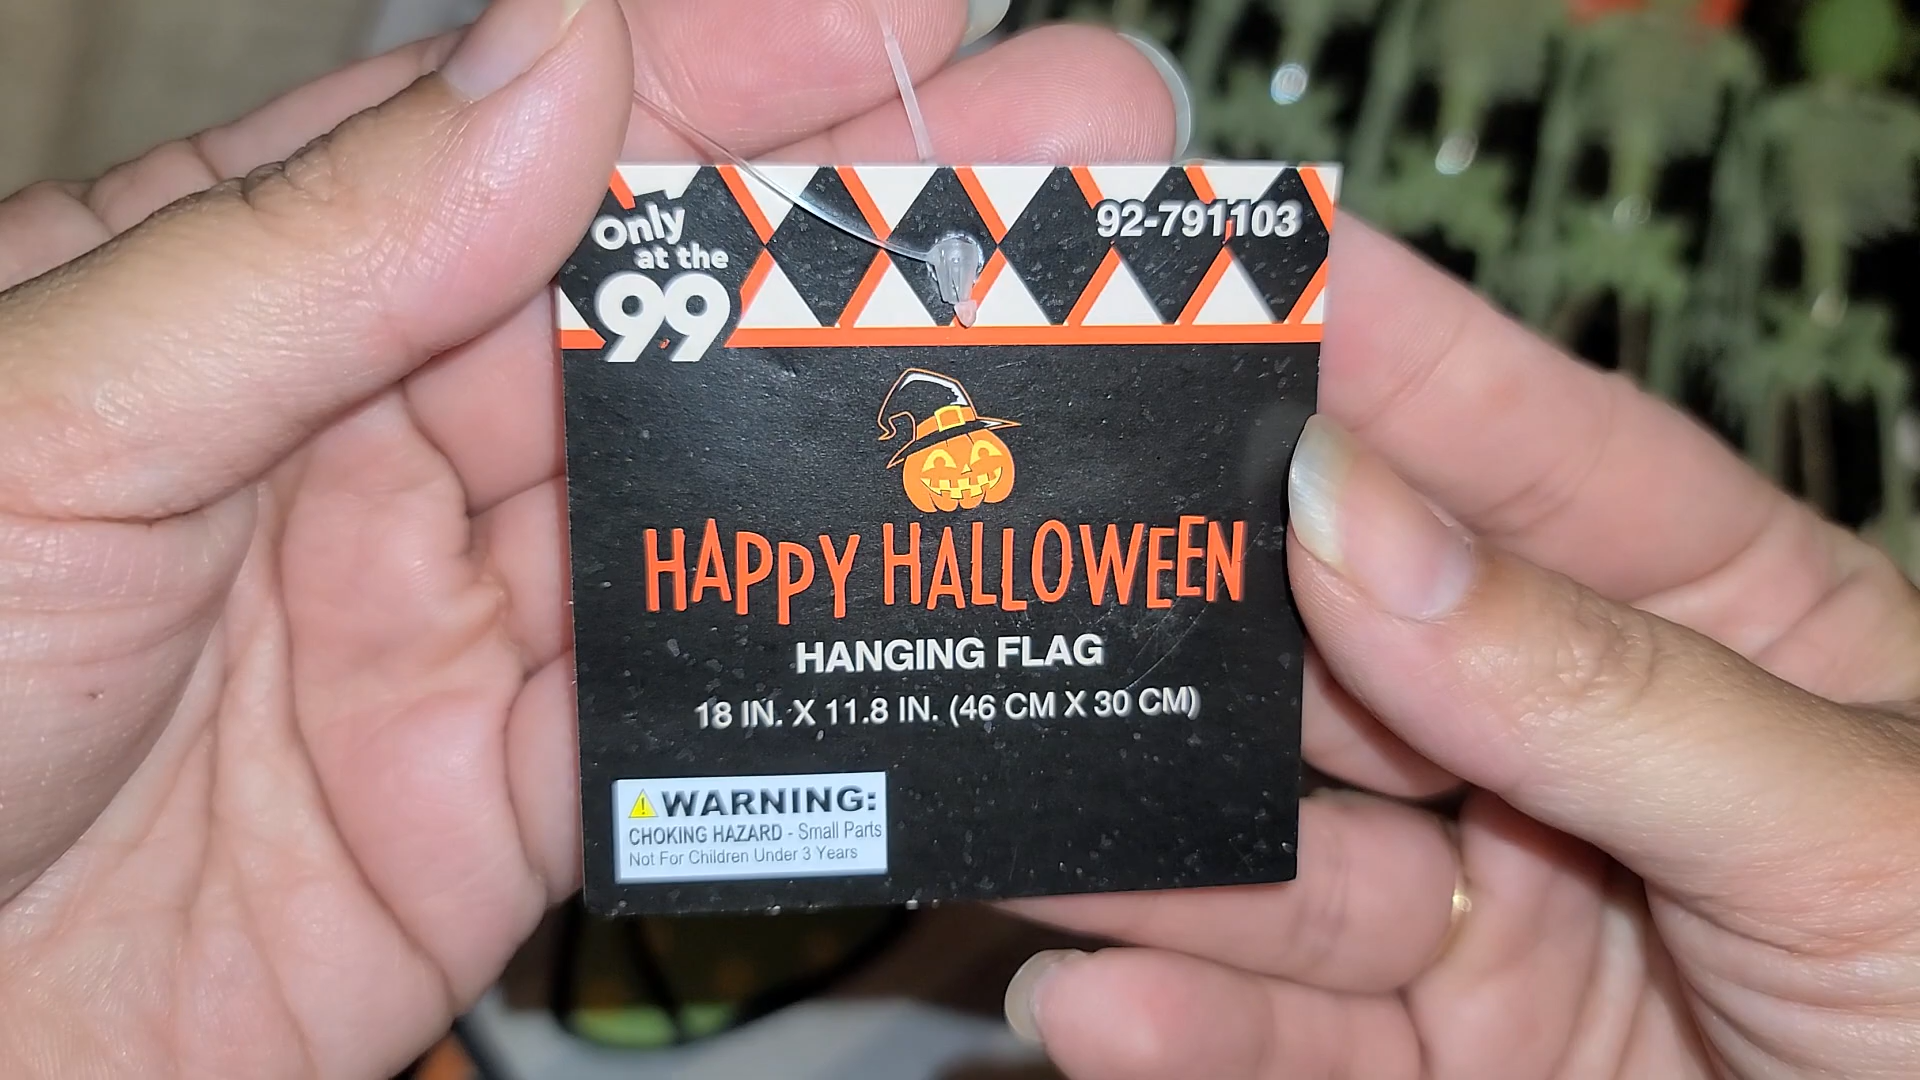 Only
at the
99
92-791103
HAPPY HALLOWEEN
HANGING FLAG
18 IN. X 11.8 IN. (46 CM X 30 CM)
WARNING:
CHOKING HAZARD - Small Parts
Not For Children Under 3 Years